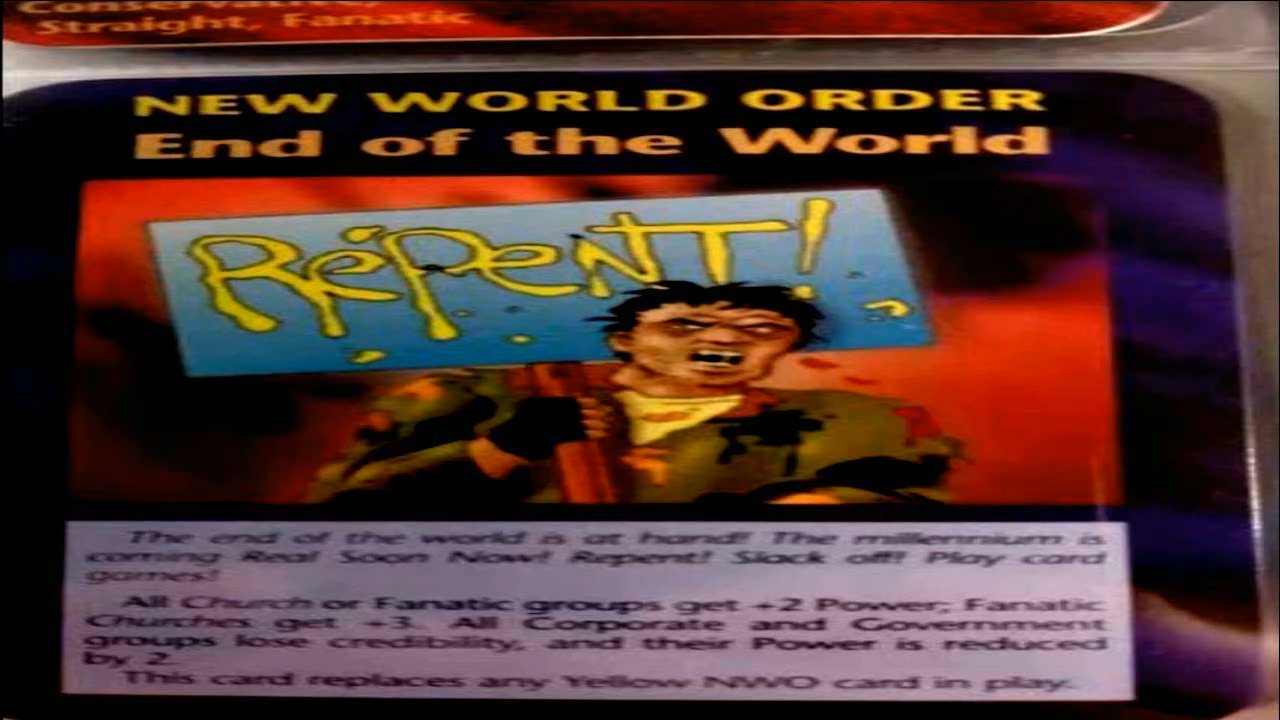 Conservative,
Straight, Fanatic
NEW WORLD ORDER
End of the World
RéPeNT!
The end of the world is at hand! The millennium is
coming Real Soon Now! Repent! Slack off! Play card
games!
All Church or Fanatic groups get +2 Power; Fanatic
Churches get +3. All Corporate and Government
groups lose credibility, and their Power is reduced
by 2.
This card replaces any Yellow NWO card in play.